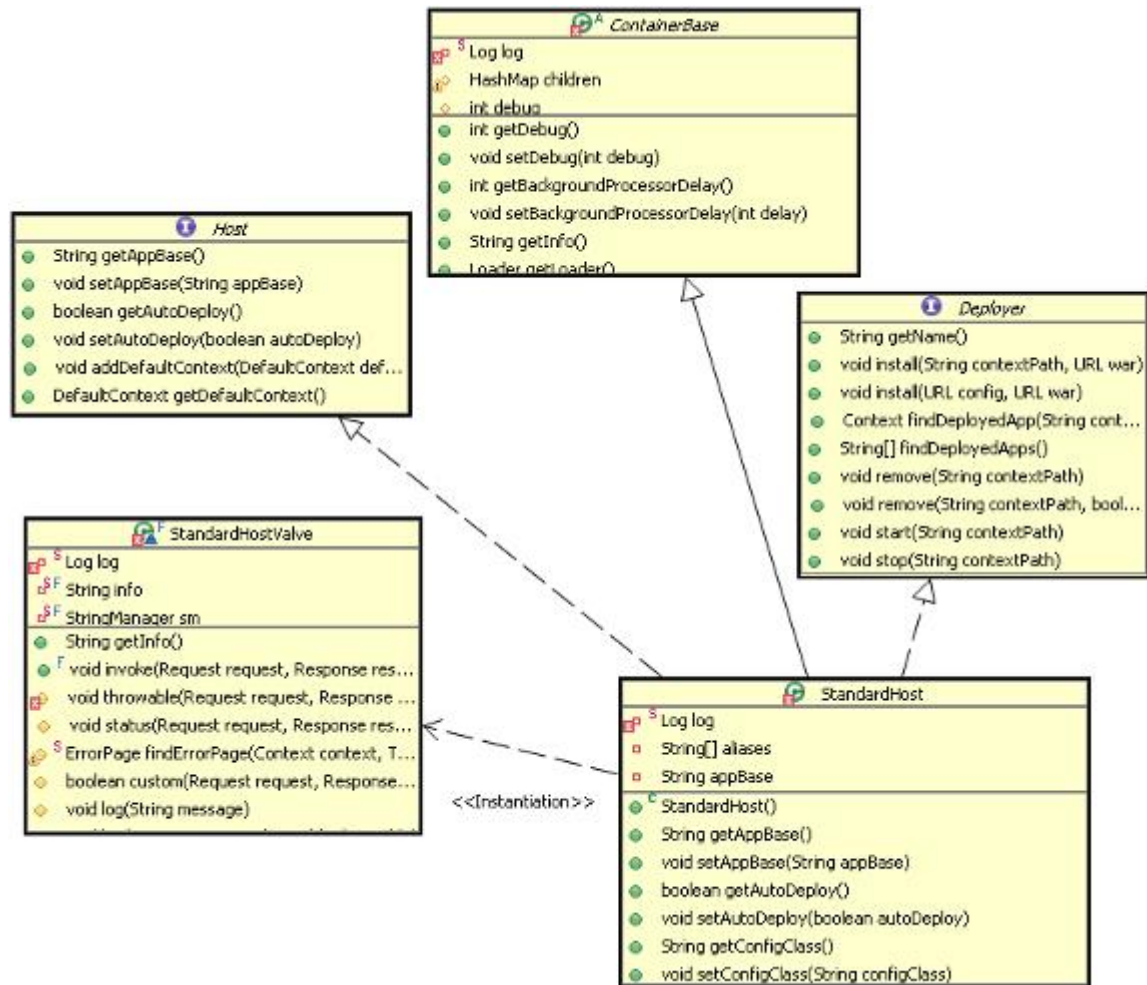 ContainerBase
Log log
HashMap children
int debug
int getDebug()
void setDebug(int debug)
int getBackgroundProcessorDelay()
void setBackgroundProcessorDelay(int delay)
String getInfo()
Loader getLoader()
Host
String getAppBase()
void setAppBase(String appBase)
boolean getAutoDeploy()
void setAutoDeploy(boolean autoDeploy)
void addDefaultContext(DefaultContext def...
DefaultContext getDefaultContext()
Deployer
String getName()
void install(String contextPath, URL war)
void install(URL config, URL war)
Context findDeployedApp(String cont...
String[] findDeployedApps()
void remove(String contextPath)
void remove(String contextPath, bool...
void start(String contextPath)
void stop(String contextPath)
StandardHostValve
Log log
String info
StringManager sm
String getInfo()
void invoke(Request request, Response res...
void throwable(Request request, Response ...
void status(Request request, Response res...
ErrorPage findErrorPage(Context context, T...
boolean custom(Request request, Response...
void log(String message)
<<Instantiation>>
StandardHost
Log log
String[] aliases
String appBase
StandardHost()
String getAppBase()
void setAppBase(String appBase)
boolean getAutoDeploy()
void setAutoDeploy(boolean autoDeploy)
String getConfigClass()
void setConfigClass(String configClass)